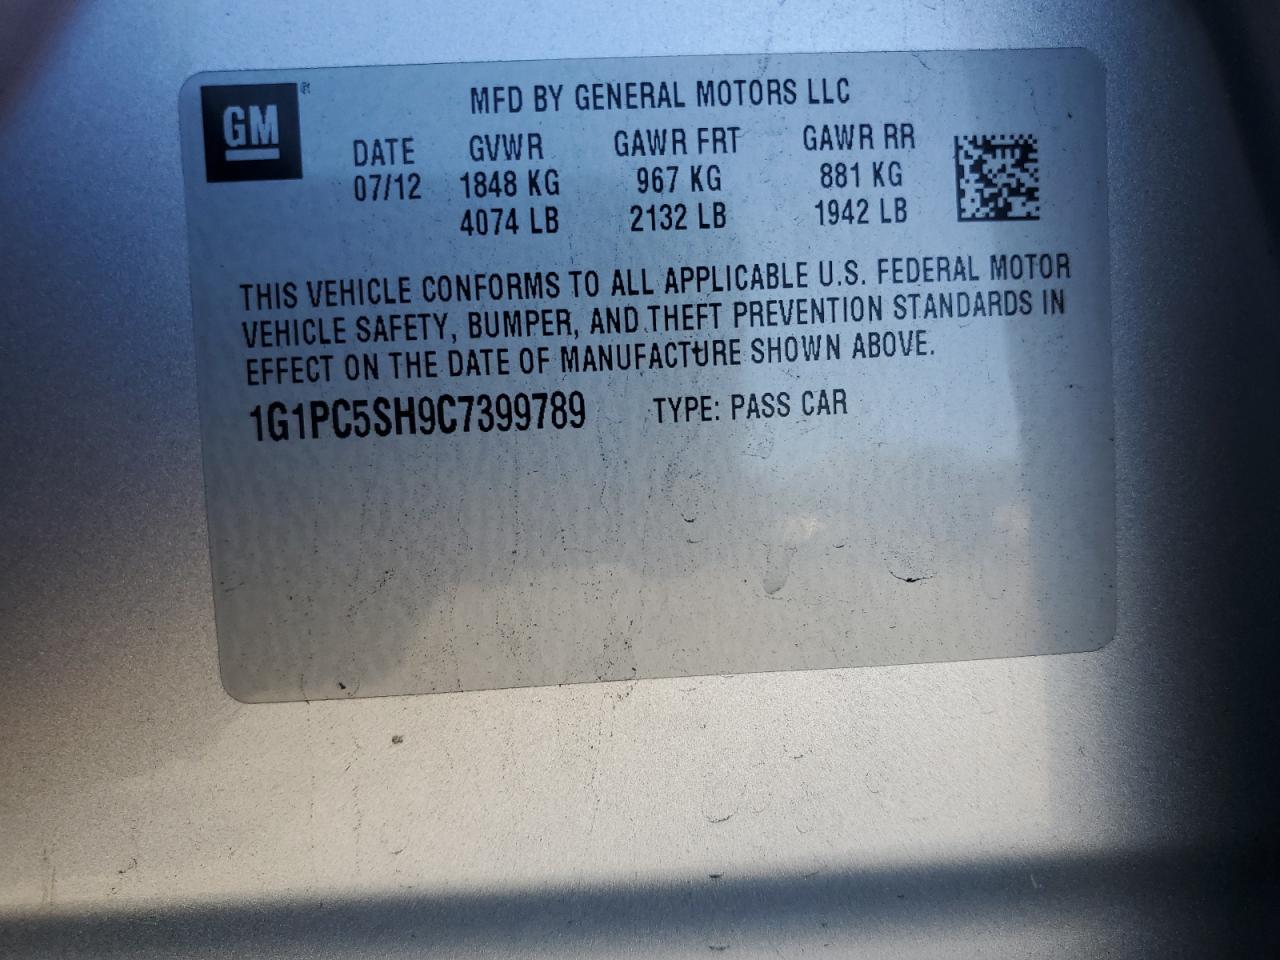 GM ®
MFD BY GENERAL MOTORS LLC
DATE GVWR GAWR FRT GAWR RR
07/12 1848 KG 967 KG 881 KG
4074 LB 2132 LB 1942 LB
THIS VEHICLE CONFORMS TO ALL APPLICABLE U.S. FEDERAL MOTOR
VEHICLE SAFETY, BUMPER, AND THEFT PREVENTION STANDARDS IN
EFFECT ON THE DATE OF MANUFACTURE SHOWN ABOVE.
1G1PC5SH9C7399789 TYPE: PASS CAR